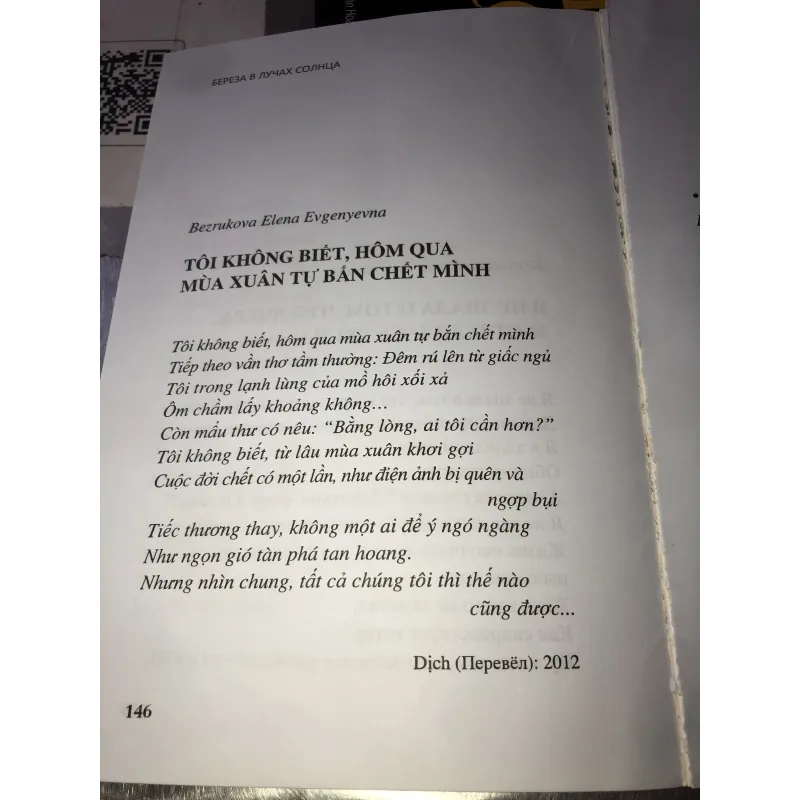 БЕРЕЗА В ЛУЧАХ СОЛНЦА
Bezrukova Elena Evgenyevna
TÔI KHÔNG BIẾT, HÔM QUA
MÙA XUÂN TỰ BẮN CHẾT MÌNH
Tôi không biết, hôm qua mùa xuân tự bắn chết mình
Tiếp theo vần thơ tầm thường: Đêm rú lên từ giấc ngủ
Tôi trong lạnh lùng của mồ hôi xối xả
Ôm chầm lấy khoảng không...
Còn mẩu thư có nêu: “Bằng lòng, ai tôi cần hơn?”
Tôi không biết, từ lâu mùa xuân khơi gợi
Cuộc đời chết có một lần, như điện ảnh bị quên và
ngợp bụi
Tiếc thương thay, không một ai để ý ngó ngàng
Như ngọn gió tàn phá tan hoang.
Nhưng nhìn chung, tất cả chúng tôi thì thế nào
cũng được...
Dịch (Перевёл): 2012
146